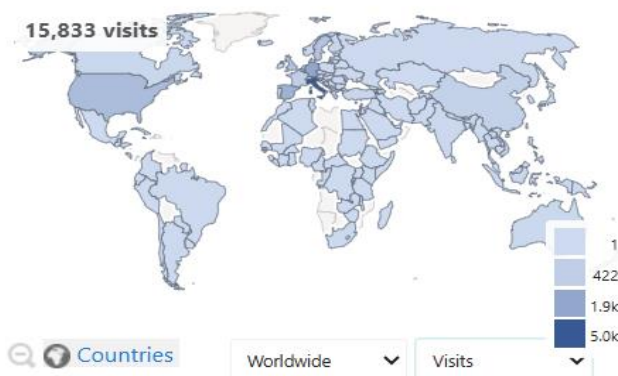 15,833 visits
1
422
1.9k
5.0k
Countries
Worldwide
Visits